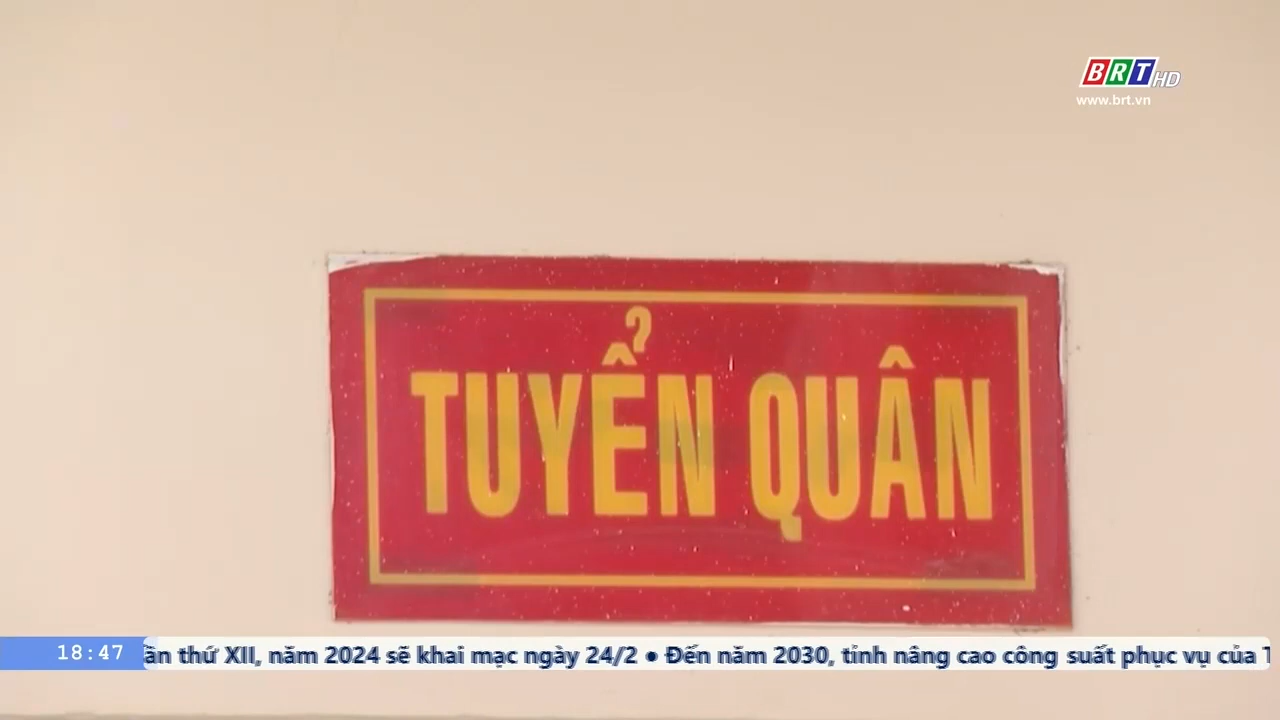 BRT HD
www.brt.vn
TUYỂN QUÂN
18:47
ần thứ XII, năm 2024 sẽ khai mạc ngày 24/2 ● Đến năm 2030, tỉnh nâng cao công suất phục vụ của T